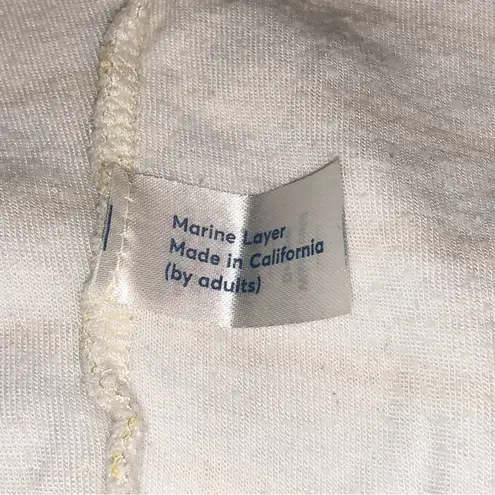 Marine Layer
Made in California
(by adults)